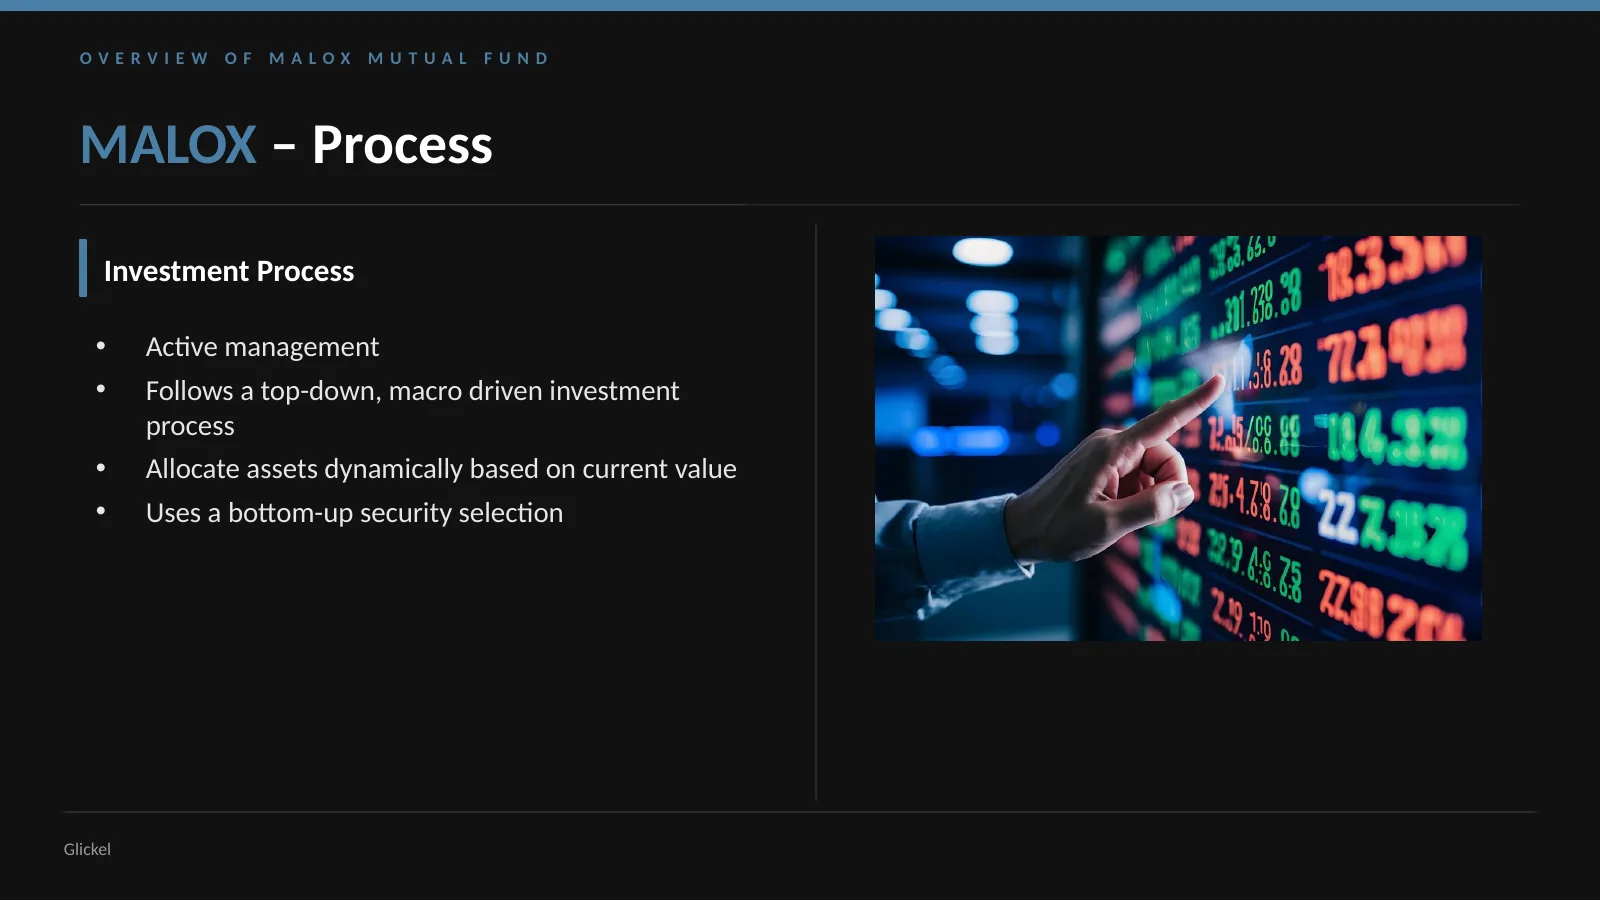 OVERVIEW OF MALOX MUTUAL FUND
MALOX – Process
Investment Process
• Active management
• Follows a top-down, macro driven investment
process
• Allocate assets dynamically based on current value
• Uses a bottom-up security selection
Glickel